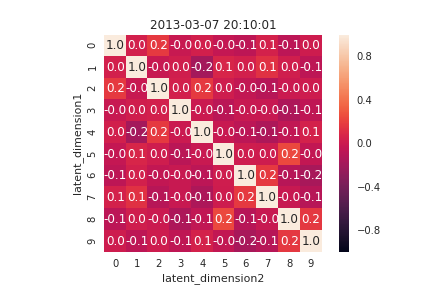 2013-03-07 20:10:01
latent_dimension1
0 1.0 0.0 0.2 -0.0 0.0 -0.0 -0.1 0.1 -0.1 0.0
1 0.0 1.0 -0.0 0.0 -0.2 0.1 0.0 0.1 0.0 -0.1
2 0.2 -0.0 1.0 0.0 0.2 0.0 -0.0 -0.1 -0.0 0.0
3 -0.0 0.0 0.0 1.0 -0.0 -0.1 -0.0 0.0 -0.1 -0.1
4 0.0 -0.2 0.2 -0.0 1.0 -0.0 -0.1 -0.1 -0.1 0.1
5 -0.0 0.1 0.0 -0.1 -0.0 1.0 0.0 0.0 0.2 -0.0
6 -0.1 0.0 -0.0 -0.0 -0.1 0.0 1.0 0.2 -0.1 -0.2
7 0.1 0.1 -0.1 0.0 -0.1 0.0 0.2 1.0 -0.0 -0.1
8 -0.1 0.0 -0.0 -0.1 -0.1 0.2 -0.1 -0.0 1.0 0.2
9 0.0 -0.1 0.0 -0.1 0.1 -0.0 -0.2 -0.1 0.2 1.0
0 1 2 3 4 5 6 7 8 9
latent_dimension2
0.8
0.4
0.0
-0.4
-0.8